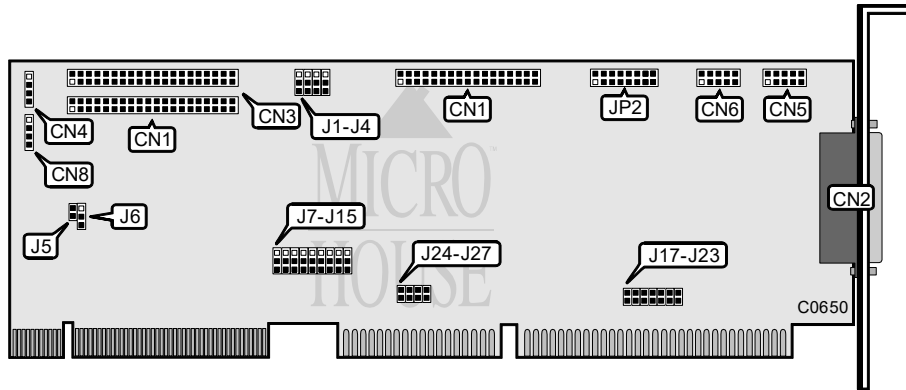 CN4
CN1
CN3
J1-J4
CN1
JP2
CN6
CN5
CN8
MICRO
HOUSE
™
CN2
J5
J6
J7-J15
J24-J27
J17-J23
C0650